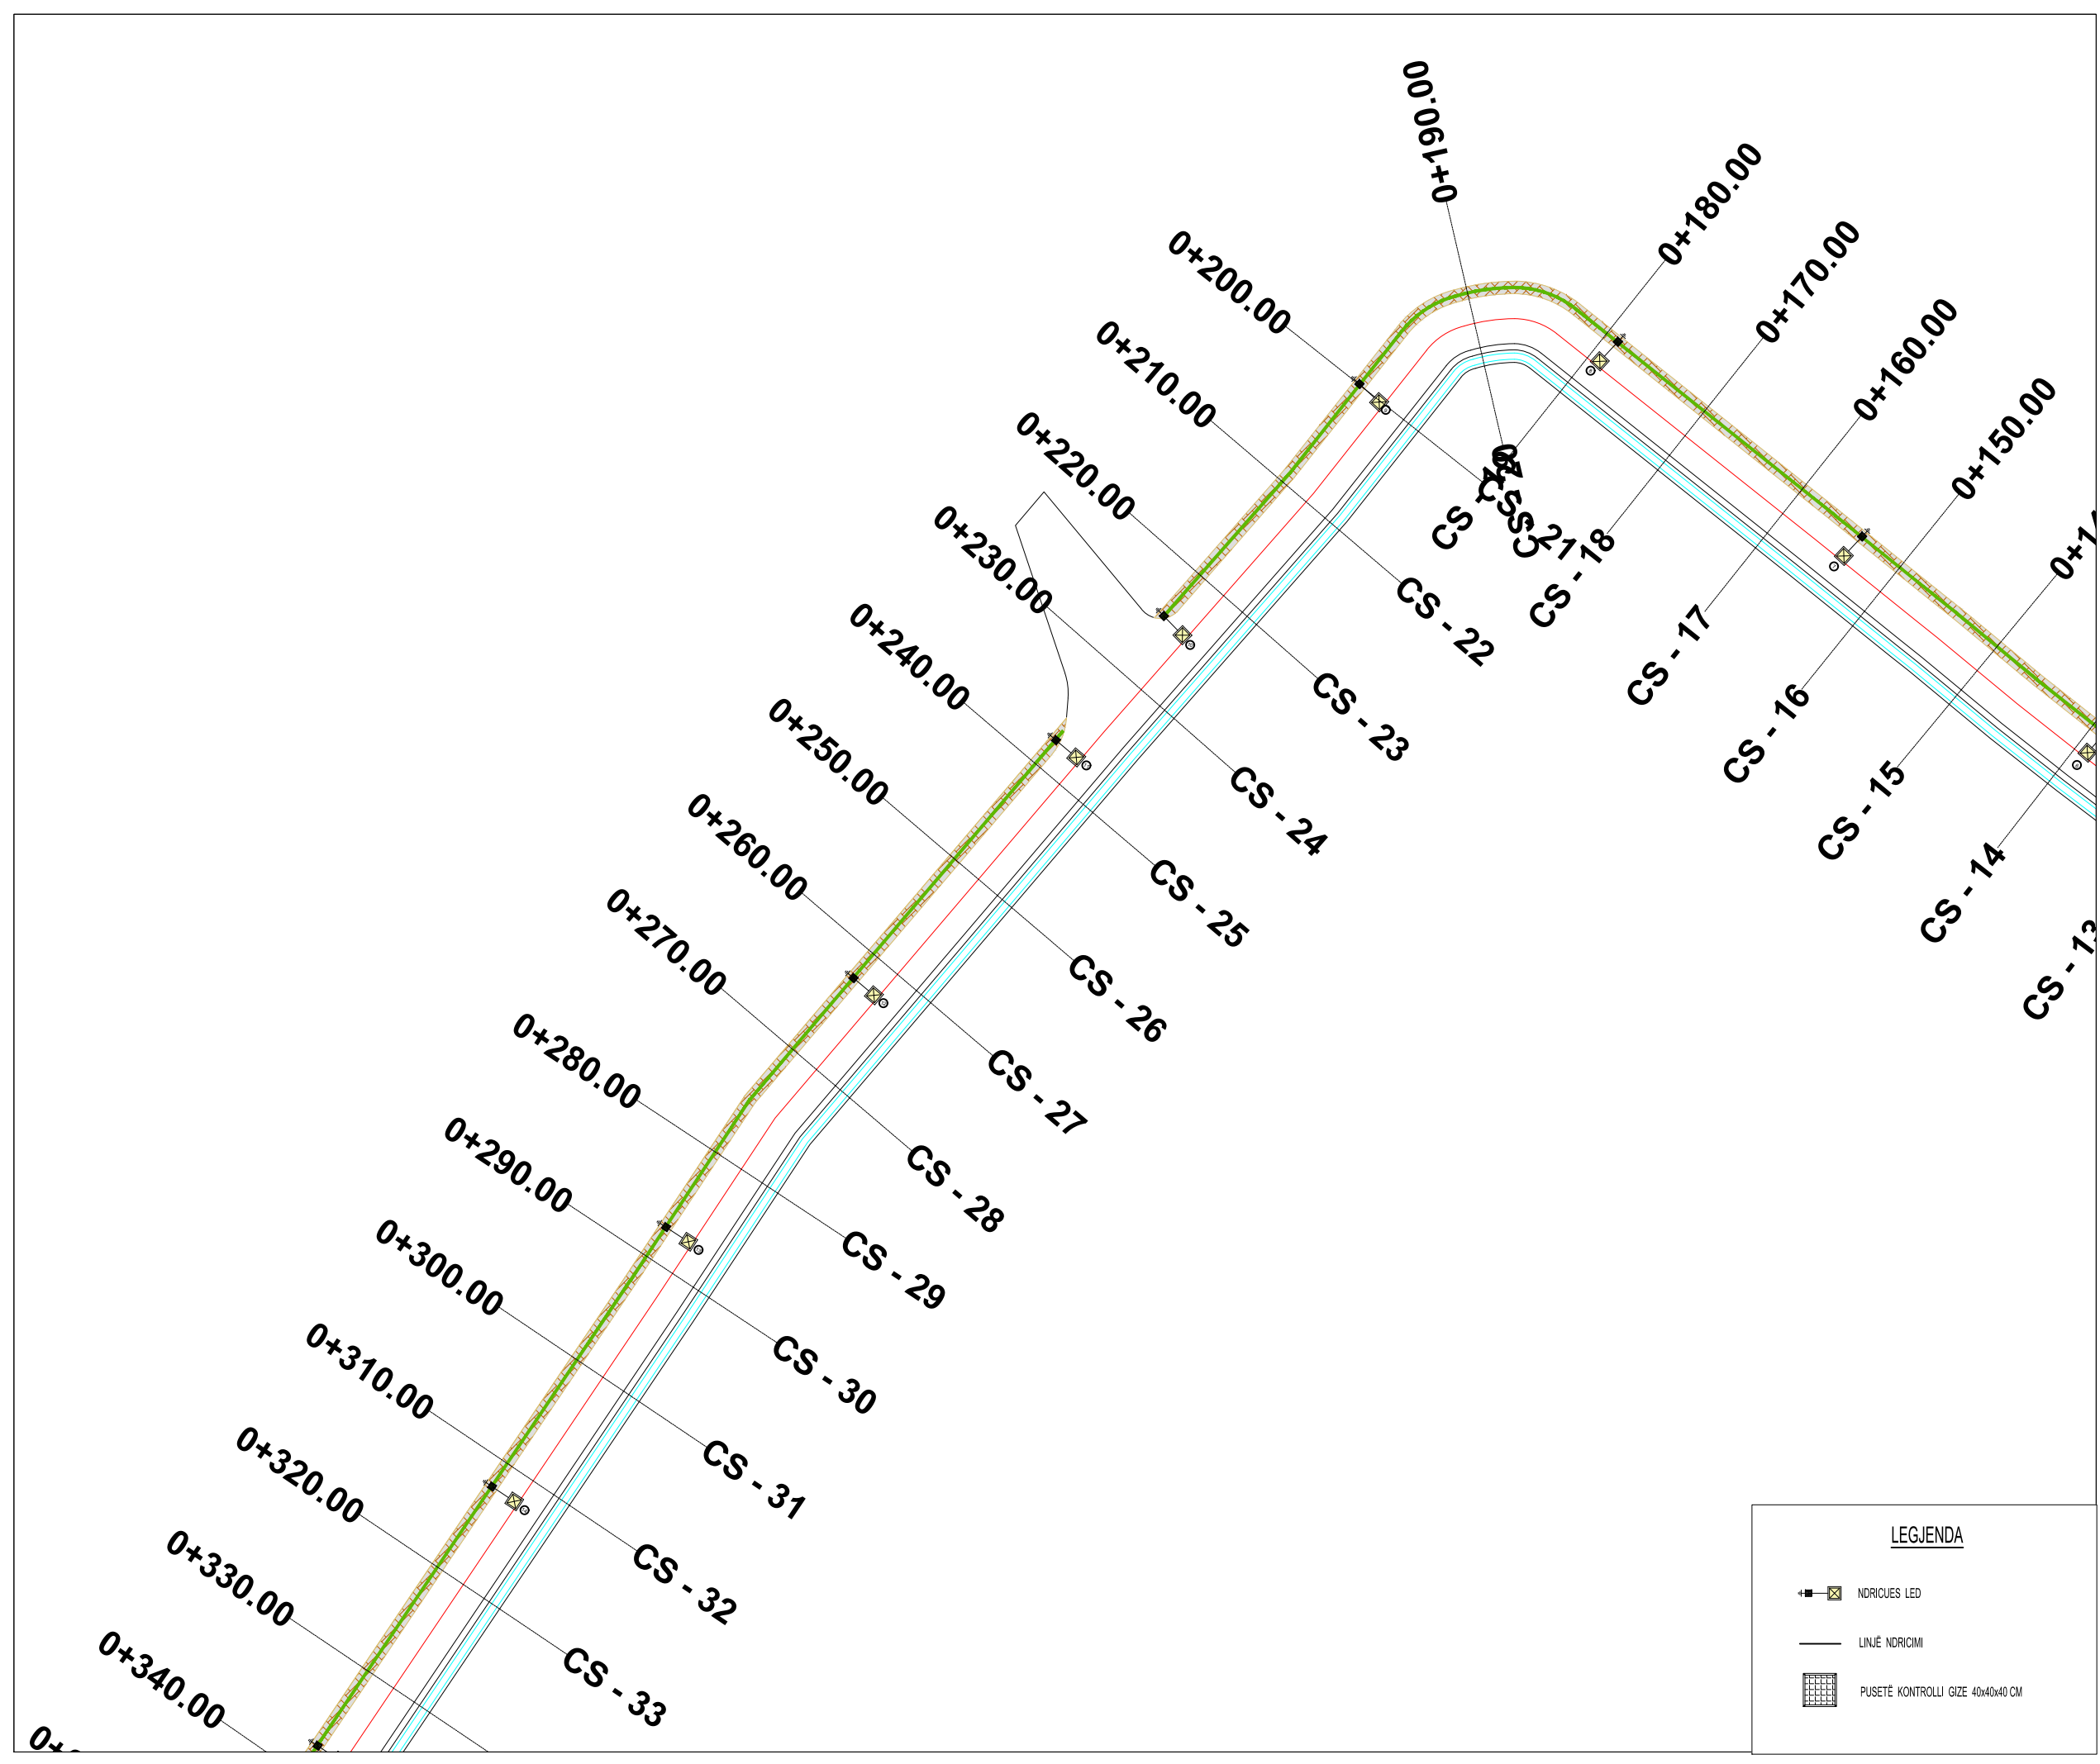 0+190.00
0+180.00
0+170.00
0+160.00
0+150.00
0+200.00
0+210.00
0+220.00
0+230.00
0+240.00
0+250.00
0+260.00
0+270.00
0+280.00
0+290.00
0+300.00
0+310.00
0+320.00
0+330.00
0+340.00
CS - 21
CS - 18
CS - 17
CS - 16
CS - 15
CS - 14
CS - 13
CS - 22
CS - 23
CS - 24
CS - 25
CS - 26
CS - 27
CS - 28
CS - 29
CS - 30
CS - 31
CS - 32
CS - 33
LEGJENDA
NDRICUES LED
LINJË NDRICIMI
PUSETË KONTROLLI GIZE 40x40x40 CM